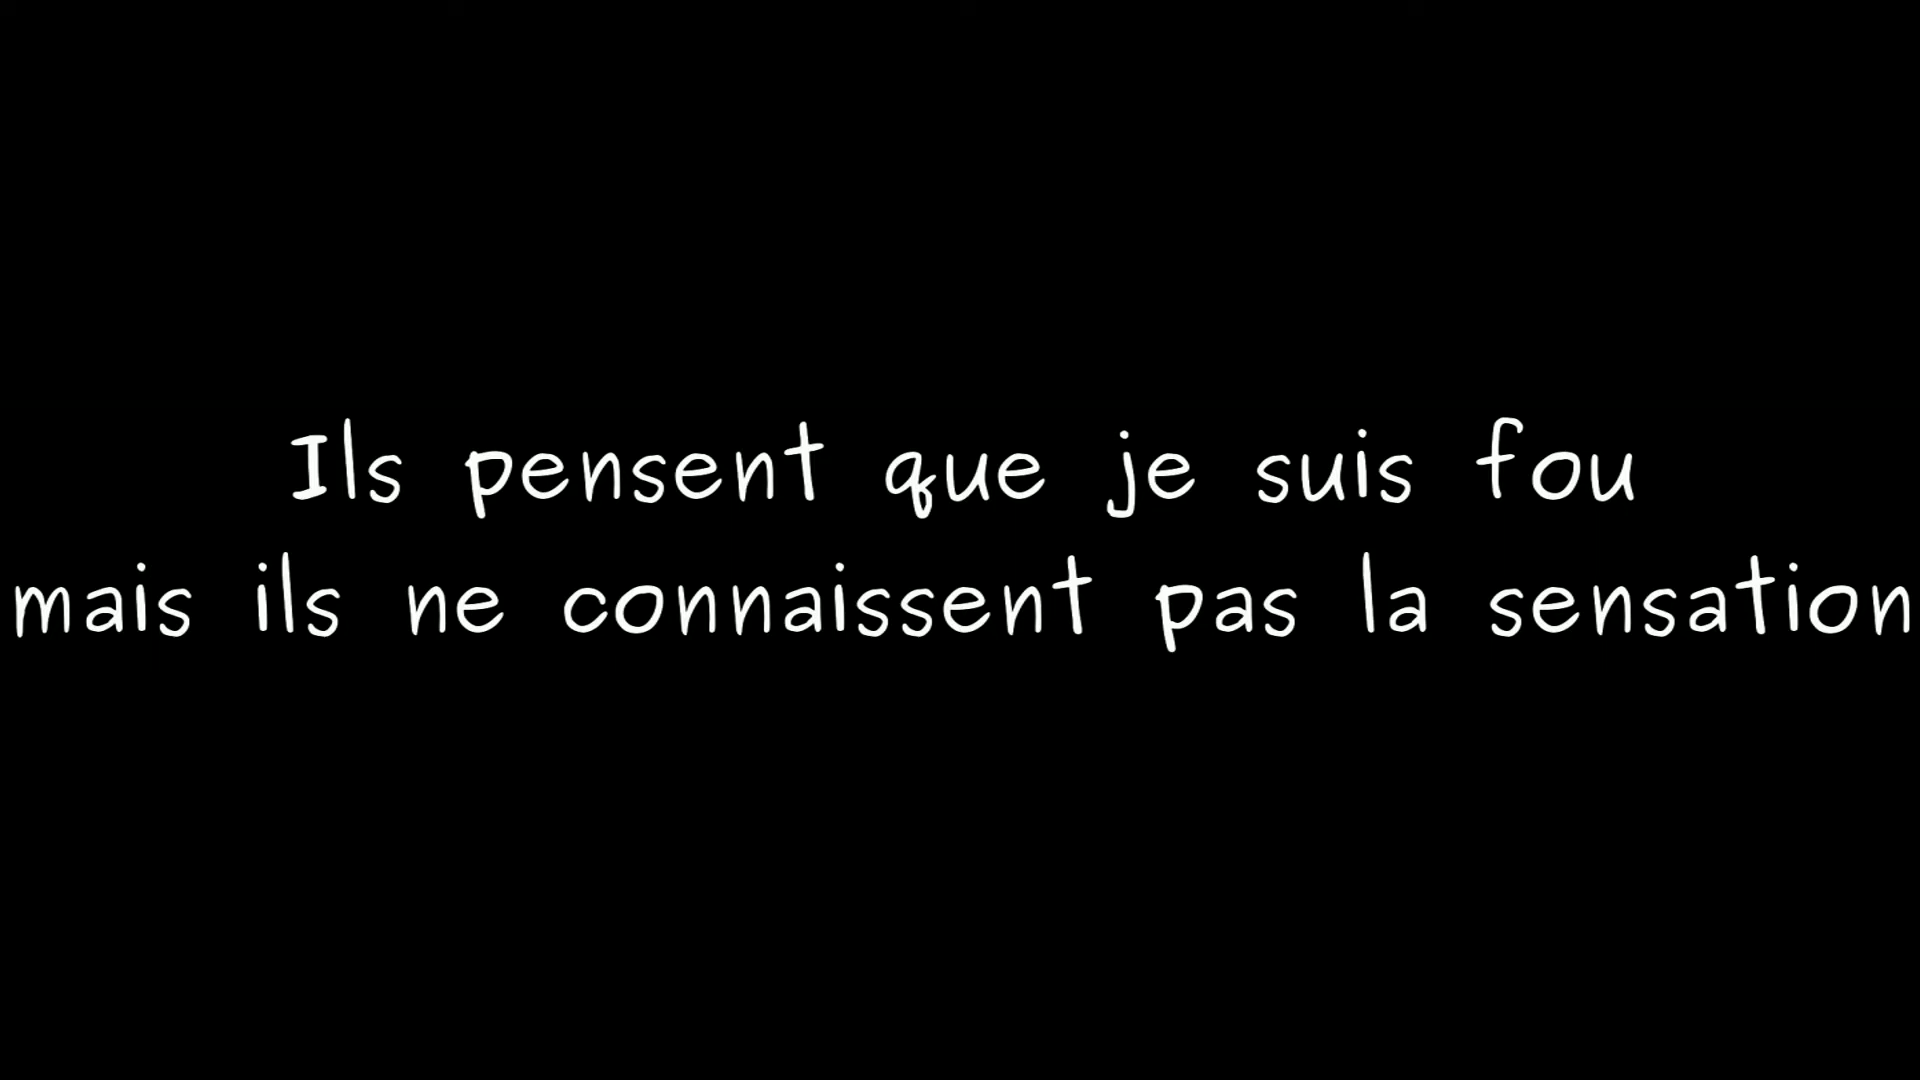 Ils pensent que je suis fou
mais ils ne connaissent pas la sensation